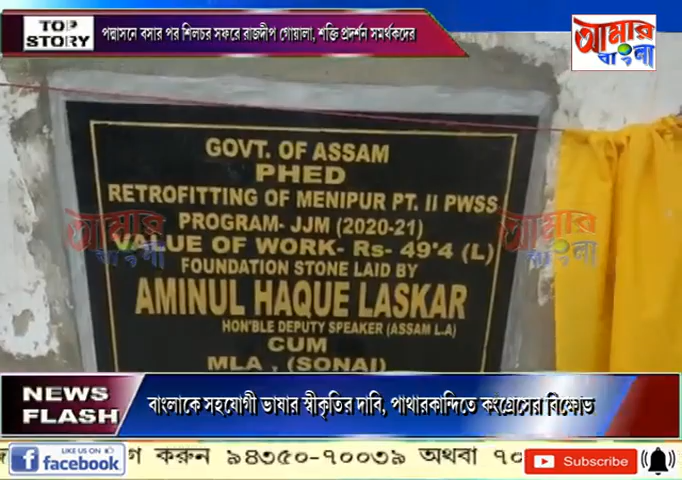 TOP
STORY
পদ্মাসনে বসার পর শিলচর সফরে রাজদীপ গোয়ালা, শক্তি প্রদর্শন সমর্থকদের
আমার
বাংলা
GOVT. OF ASSAM
PHED
RETROFITTING OF MENIPUR PT. II PWSS
PROGRAM- JJM (2020-21)
VALUE OF WORK- Rs- 49'4 (L)
FOUNDATION STONE LAID BY
AMINUL HAQUE LASKAR
HON'BLE DEPUTY SPEAKER (ASSAM L.A)
CUM
MLA , (SONAI)
আমার
বাংলা
আমার
বাংলা
NEWS
FLASH
বাংলাকে সহযোগী ভাষার স্বীকৃতির দাবি, পাথারকান্দিতে কংগ্রেসের বিক্ষোভ
LIKE US ON
facebook
গ করুন ৯৪৩৫০-৭০০৩৯ অথবা ৭০
Subscribe